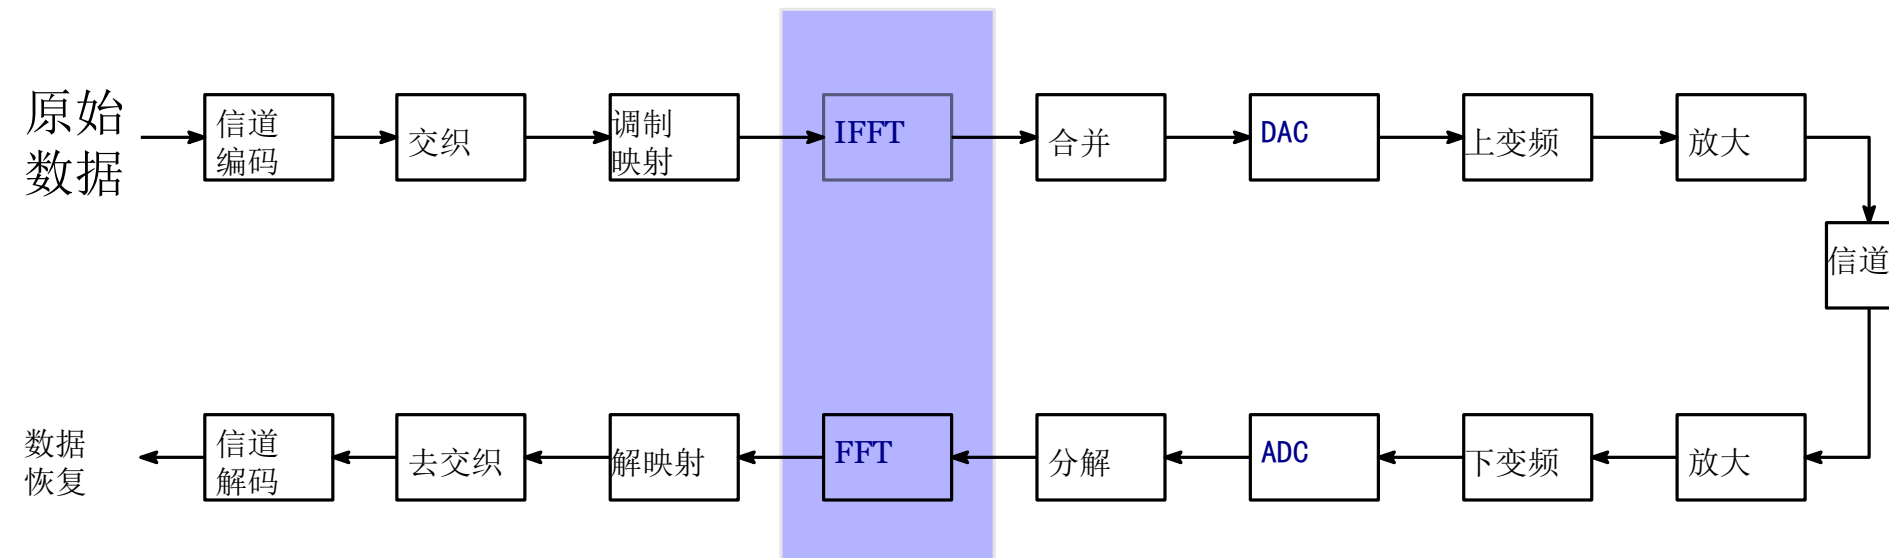 原始
数据
信道
编码
交织
调制
映射
IFFT
合并
DAC
上变频
放大
信道
数据
恢复
信道
解码
去交织
解映射
FFT
分解
ADC
下变频
放大